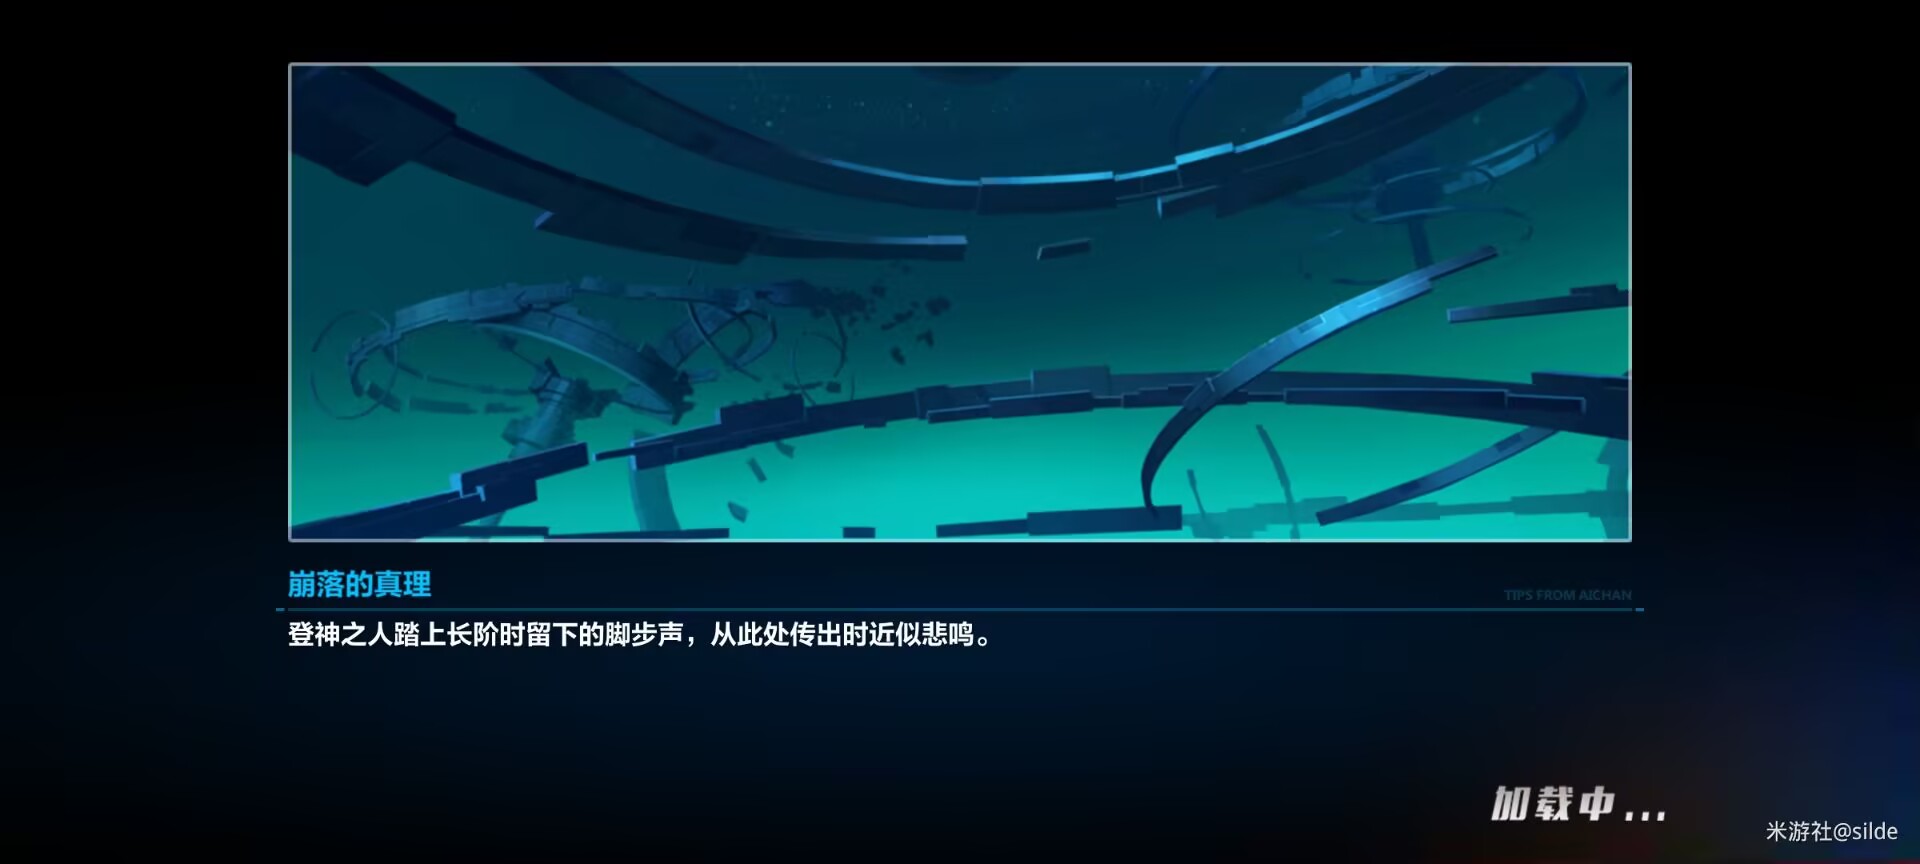 崩落的真理
TIPS FROM AICHAN
登神之人踏上长阶时留下的脚步声，从此处传出时近似悲鸣。
加载中...
米游社@silde